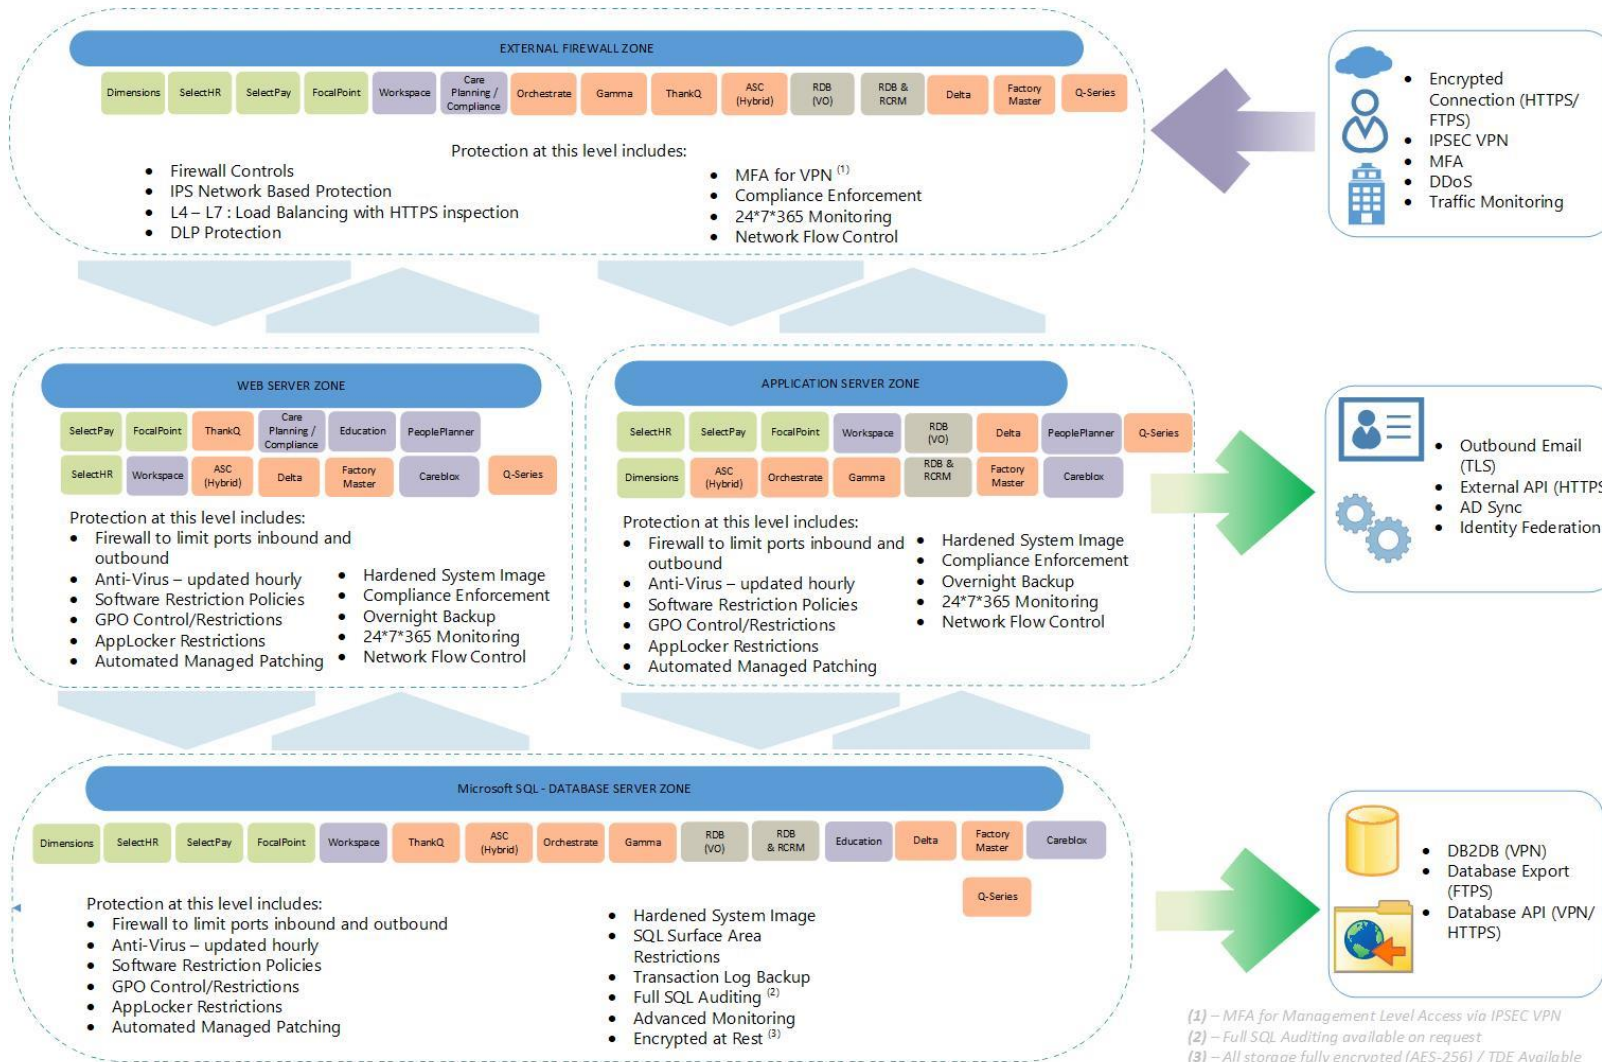 EXTERNAL FIREWALL ZONE
Dimensions
SelectHR
SelectPay
FocalPoint
Workspace
Care
Planning /
Compliance
Orchestrate
Gamma
ThankQ
ASC
(Hybrid)
RDB
(VO)
RDB &
RCRM
Delta
Factory
Master
Q-Series
Protection at this level includes:
• Firewall Controls
• IPS Network Based Protection
• L4 – L7 : Load Balancing with HTTPS inspection
• DLP Protection
• MFA for VPN (1)
• Compliance Enforcement
• 24*7*365 Monitoring
• Network Flow Control
• Encrypted
Connection (HTTPS/
FTPS)
• IPSEC VPN
• MFA
• DDoS
• Traffic Monitoring
WEB SERVER ZONE
SelectPay
FocalPoint
ThankQ
Care
Planning /
Compliance
Education
PeoplePlanner
SelectHR
Workspace
ASC
(Hybrid)
Delta
Factory
Master
Careblox
Q-Series
Protection at this level includes:
• Firewall to limit ports inbound and
outbound
• Anti-Virus – updated hourly
• Software Restriction Policies
• GPO Control/Restrictions
• AppLocker Restrictions
• Automated Managed Patching
• Hardened System Image
• Compliance Enforcement
• Overnight Backup
• 24*7*365 Monitoring
• Network Flow Control
APPLICATION SERVER ZONE
SelectHR
SelectPay
FocalPoint
Workspace
RDB
(VO)
Delta
PeoplePlanner
Q-Series
Dimensions
ASC
(Hybrid)
Orchestrate
Gamma
RDB &
RCRM
Factory
Master
Careblox
Protection at this level includes:
• Firewall to limit ports inbound and
outbound
• Anti-Virus – updated hourly
• Software Restriction Policies
• GPO Control/Restrictions
• AppLocker Restrictions
• Automated Managed Patching
• Hardened System Image
• Compliance Enforcement
• Overnight Backup
• 24*7*365 Monitoring
• Network Flow Control
• Outbound Email
(TLS)
• External API (HTTPS
• AD Sync
• Identity Federation
Microsoft SQL - DATABASE SERVER ZONE
Dimensions
SelectHR
SelectPay
FocalPoint
Workspace
ThankQ
ASC
(Hybrid)
Orchestrate
Gamma
RDB
(VO)
RDB
& RCRM
Education
Delta
Factory
Master
Careblox
Q-Series
Protection at this level includes:
• Firewall to limit ports inbound and outbound
• Anti-Virus – updated hourly
• Software Restriction Policies
• GPO Control/Restrictions
• AppLocker Restrictions
• Automated Managed Patching
• Hardened System Image
• SQL Surface Area
Restrictions
• Transaction Log Backup
• Full SQL Auditing (2)
• Advanced Monitoring
• Encrypted at Rest (3)
• DB2DB (VPN)
• Database Export
(FTPS)
• Database API (VPN/
HTTPS)
(1) – MFA for Management Level Access via IPSEC VPN
(2) – Full SQL Auditing available on request
(3) – All storage fully encrypted (AES-256) / TDE Available